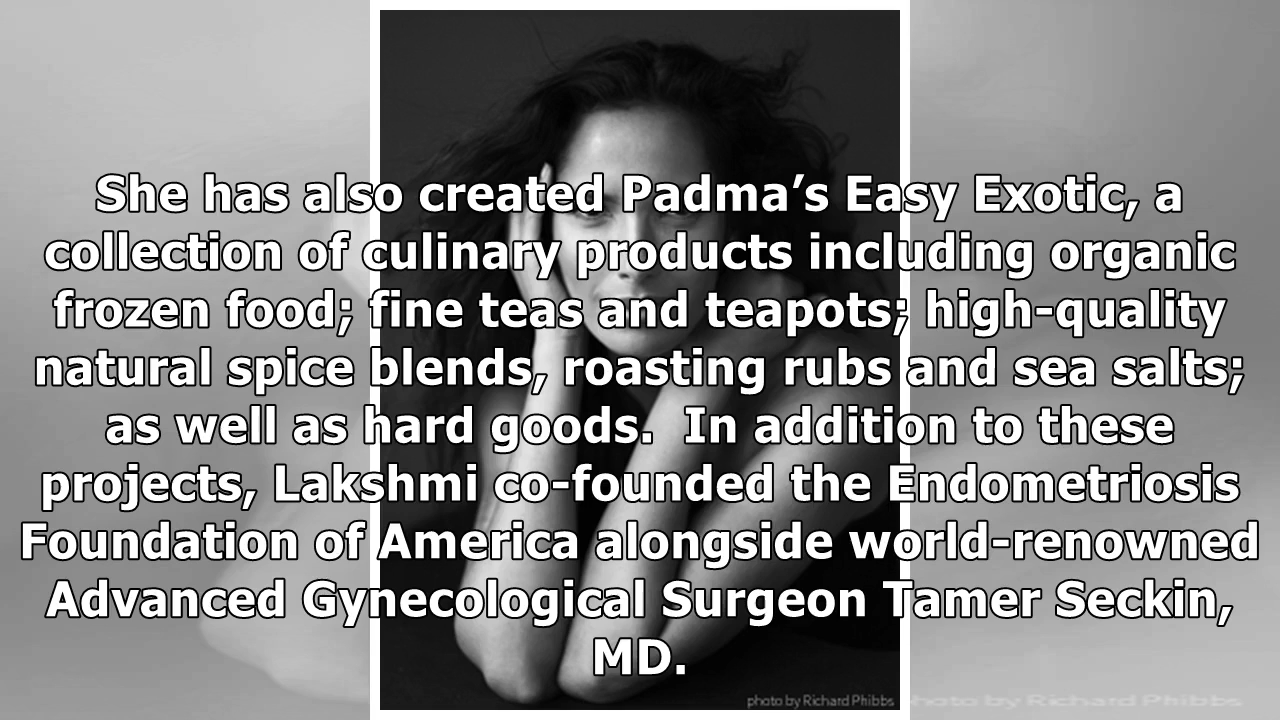 She has also created Padma’s Easy Exotic, a
collection of culinary products including organic
frozen food; fine teas and teapots; high-quality
natural spice blends, roasting rubs and sea salts;
as well as hard goods.  In addition to these
projects, Lakshmi co-founded the Endometriosis
Foundation of America alongside world-renowned
Advanced Gynecological Surgeon Tamer Seckin,
MD.
photo by Richard Phibbs
photo by Richard Phibbs